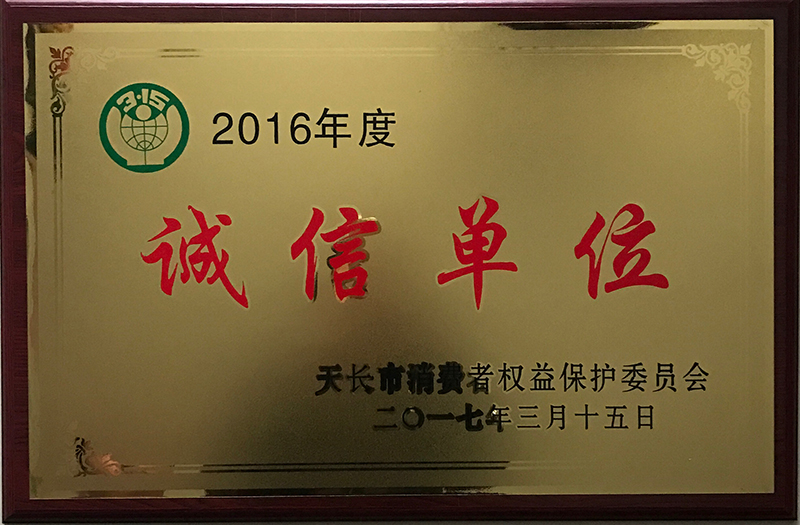 3·15
2016年度
诚信单位
天长市消费者权益保护委员会
二〇一七年三月十五日